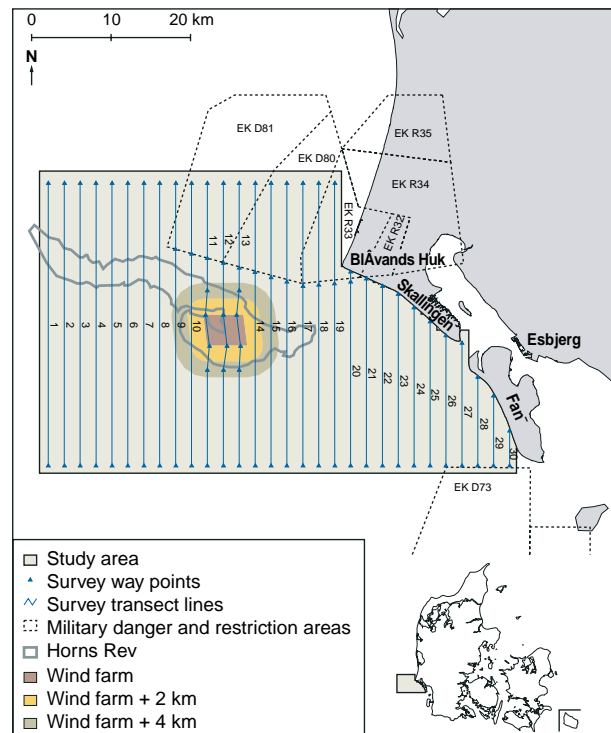 0 10 20 km
N
EK D81
EK R35
EK D80
EK R34
EK R33
EK R32
BlÅvands Huk
Skallingen
Esbjerg
Fan¨
11
12
13
1
2
3
4
5
6
7
8
9
10
14
15
16
17
18
19
20
21
22
23
24
25
26
27
28
29
30
EK D73
Study area
Survey way points
Survey transect lines
Military danger and restriction areas
Horns Rev
Wind farm
Wind farm + 2 km
Wind farm + 4 km